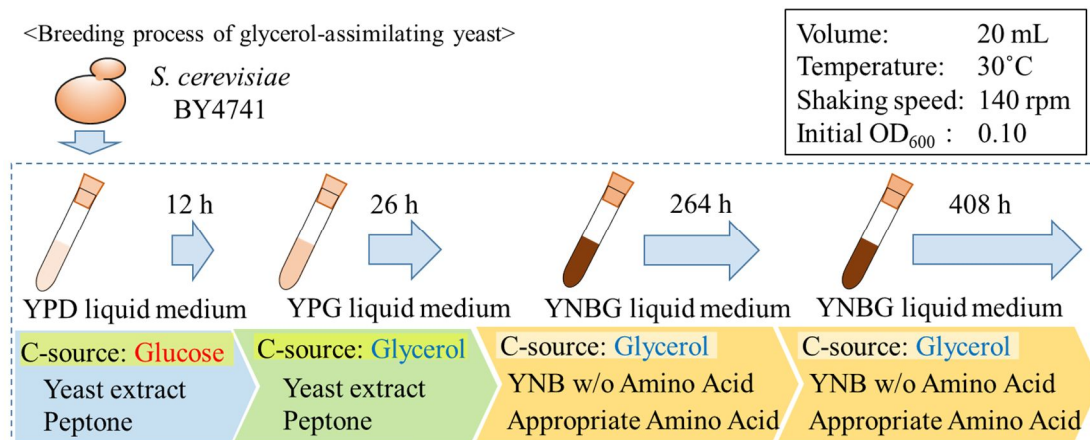 <Breeding process of glycerol-assimilating yeast>
S. cerevisiae
BY4741
Volume: 20 mL
Temperature: 30˚C
Shaking speed: 140 rpm
Initial OD600 : 0.10
12 h
26 h
264 h
408 h
YPD liquid medium
YPG liquid medium
YNBG liquid medium
YNBG liquid medium
C-source: Glucose
Yeast extract
Peptone
C-source: Glycerol
Yeast extract
Peptone
C-source: Glycerol
YNB w/o Amino Acid
Appropriate Amino Acid
C-source: Glycerol
YNB w/o Amino Acid
Appropriate Amino Acid